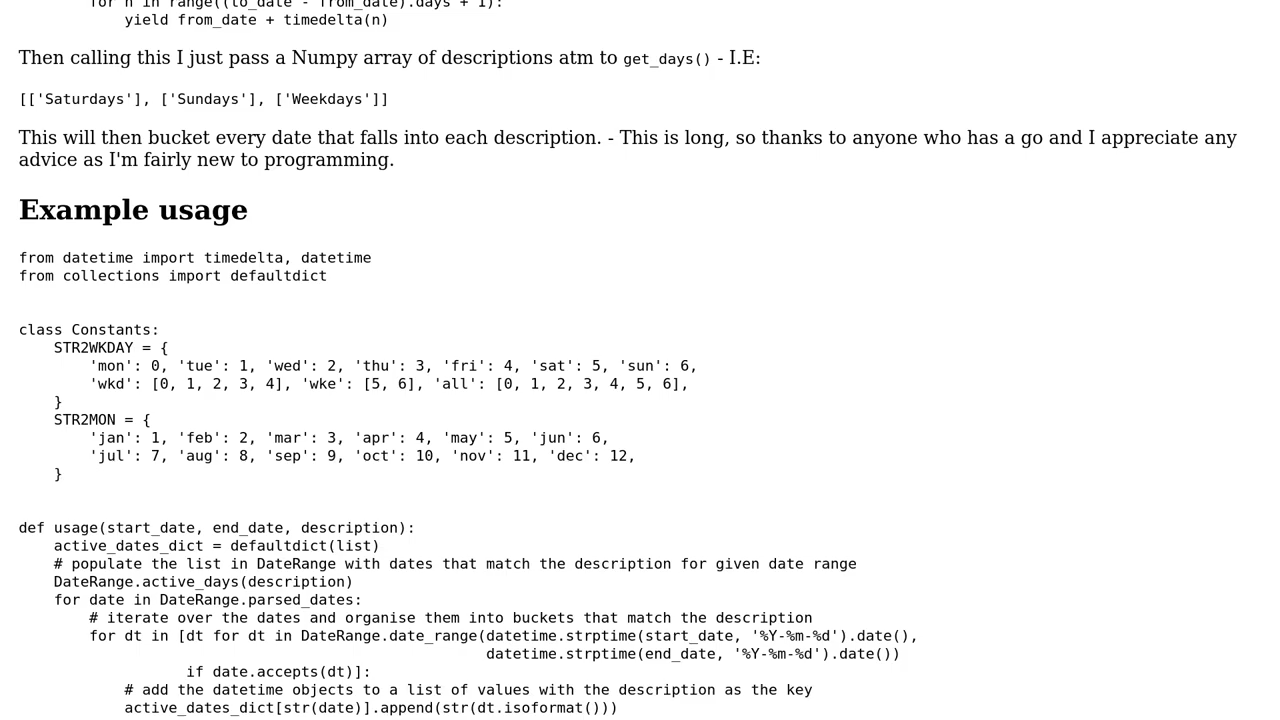 for n in range((to_date - from_date).days + 1):
yield from_date + timedelta(n)
Then calling this I just pass a Numpy array of descriptions atm to get_days() - I.E:
[['Saturdays'], ['Sundays'], ['Weekdays']]
This will then bucket every date that falls into each description. - This is long, so thanks to anyone who has a go and I appreciate any
advice as I'm fairly new to programming.
Example usage
from datetime import timedelta, datetime
from collections import defaultdict
class Constants:
    STR2WKDAY = {
        'mon': 0, 'tue': 1, 'wed': 2, 'thu': 3, 'fri': 4, 'sat': 5, 'sun': 6,
        'wkd': [0, 1, 2, 3, 4], 'wke': [5, 6], 'all': [0, 1, 2, 3, 4, 5, 6],
    }
    STR2MON = {
        'jan': 1, 'feb': 2, 'mar': 3, 'apr': 4, 'may': 5, 'jun': 6,
        'jul': 7, 'aug': 8, 'sep': 9, 'oct': 10, 'nov': 11, 'dec': 12,
    }
def usage(start_date, end_date, description):
    active_dates_dict = defaultdict(list)
    # populate the list in DateRange with dates that match the description for given date range
    DateRange.active_days(description)
    for date in DateRange.parsed_dates:
        # iterate over the dates and organise them into buckets that match the description
        for dt in [dt for dt in DateRange.date_range(datetime.strptime(start_date, '%Y-%m-%d').date(),
                                                     datetime.strptime(end_date, '%Y-%m-%d').date())
                   if date.accepts(dt)]:
            # add the datetime objects to a list of values with the description as the key
            active_dates_dict[str(date)].append(str(dt.isoformat()))